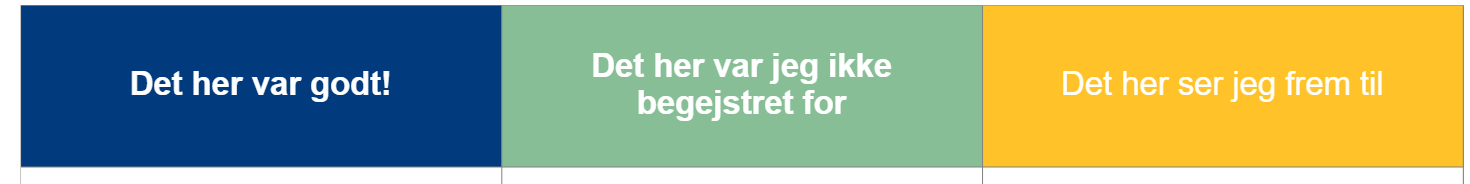 Det her var godt!
Det her var jeg ikke
begejstret for
Det her ser jeg frem til